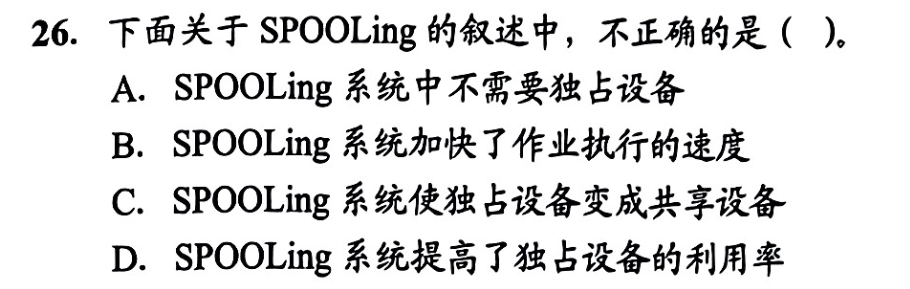 26. 下面关于 SPOOLing 的叙述中，不正确的是（ ）。
A. SPOOLing 系统中不需要独占设备
B. SPOOLing 系统加快了作业执行的速度
C. SPOOLing 系统使独占设备变成共享设备
D. SPOOLing 系统提高了独占设备的利用率